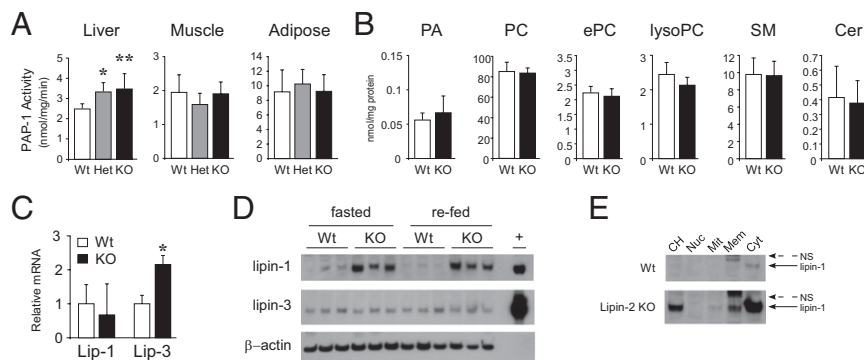 A
Liver
Muscle
Adipose
PAP-1 Activity
(nmol/mg/min)
5
4
3
2
1
0
*
**
Wt Het KO
3
2
1
0
Wt Het KO
14
12
10
8
6
4
2
0
Wt Het KO
B
PA
PC
ePC
lysoPC
SM
Cer
nmol/mg protein
0.15
0.1
0.05
0
Wt KO
100
80
60
40
20
0
Wt KO
3
2.5
2
1.5
1
0.5
0
Wt KO
3
2
1
0
Wt KO
12
10
8
6
4
2
0
Wt KO
0.7
0.6
0.5
0.4
0.3
0.2
0.1
0
Wt KO
C
Wt
KO
Relative mRNA
3
2
1
0
*
Lip-1 Lip-3
D
fasted re-fed
Wt KO Wt KO +
lipin-1
lipin-3
β–actin
E
CH Nuc Mit Mem Cyt
Wt
NS
lipin-1
Lipin-2 KO
NS
lipin-1